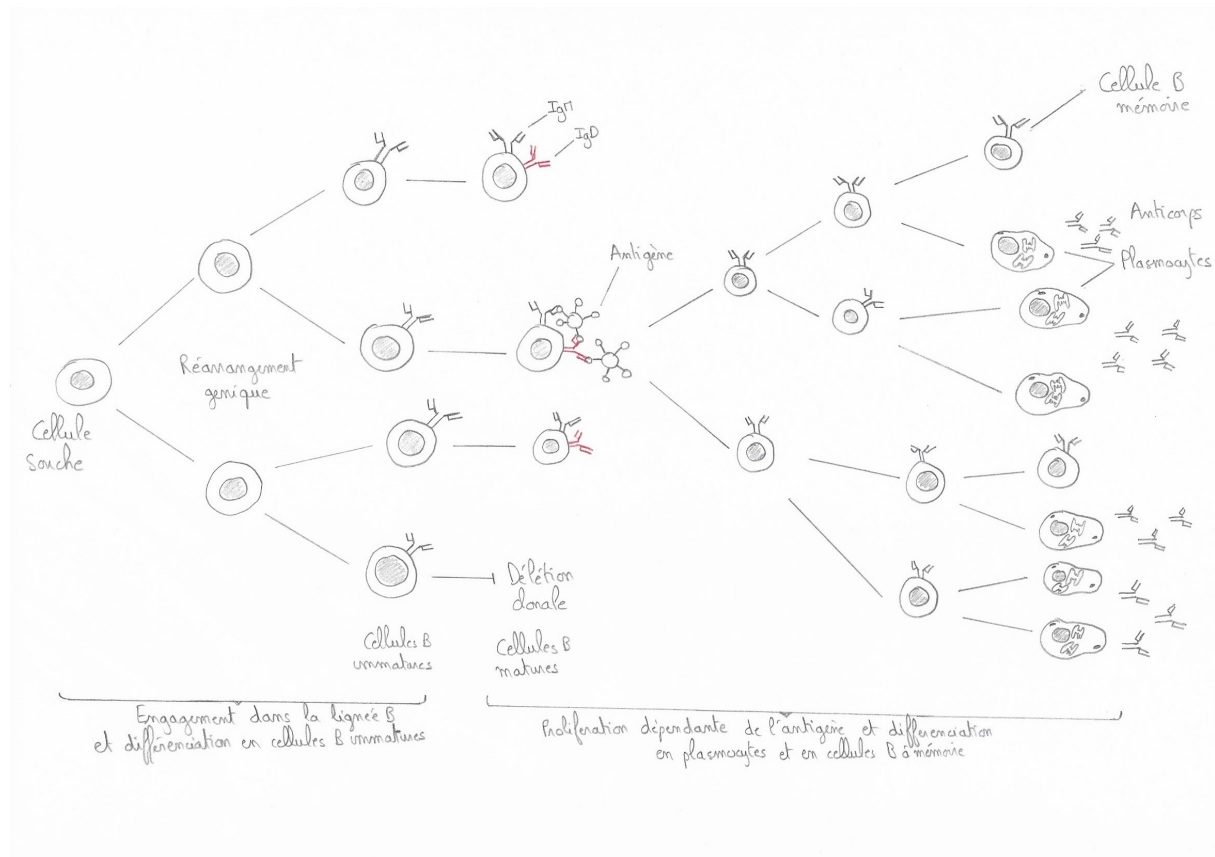 Cellule B
mémoire
IgM
IgD
Anticorps
Antigène
Plasmocytes
Réarrangement
genique
Cellule
Souche
Délétion
clonale
Cellules B
immatures
Cellules B
matures
Engagement dans la lignée B
et différenciation en cellules B immatures
Prolifération dépendante de l'antigène et différenciation
en plasmocytes et en cellules B à mémoire